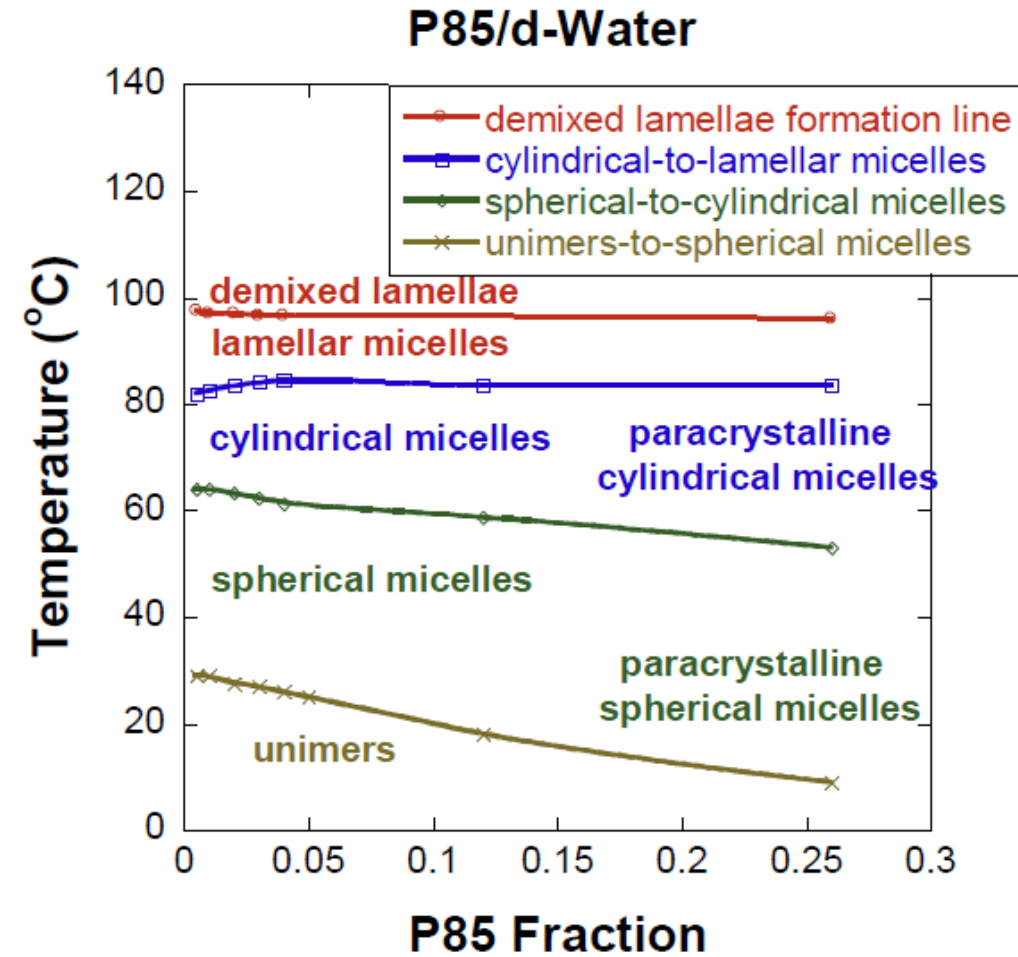 P85/d-Water
140
120
100
80
60
40
20
0
Temperature (°C)
demixed lamellae formation line
cylindrical-to-lamellar micelles
spherical-to-cylindrical micelles
unimers-to-spherical micelles
demixed lamellae
lamellar micelles
cylindrical micelles
paracrystalline
cylindrical micelles
spherical micelles
paracrystalline
spherical micelles
unimers
0 0.05 0.1 0.15 0.2 0.25 0.3
P85 Fraction